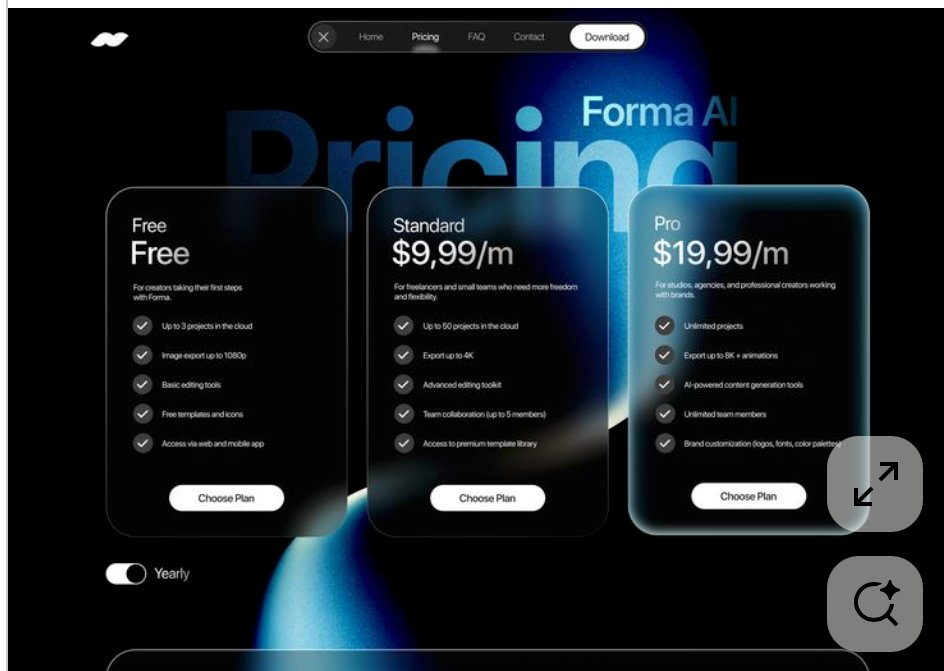 Home Pricing FAQ Contact Download
Forma AI
Pricing
Free
Free
For creators taking their first steps
with Forma.
Up to 3 projects in the cloud
Image export up to 1080p
Basic editing tools
Free templates and icons
Access via web and mobile app
Choose Plan
Standard
$9,99/m
For freelancers and small teams who need more freedom
and flexibility.
Up to 50 projects in the cloud
Export up to 4K
Advanced editing toolkit
Team collaboration (up to 5 members)
Access to premium template library
Choose Plan
Pro
$19,99/m
For studios, agencies, and professional creators working
with brands.
Unlimited projects
Export up to 8K + animations
AI-powered content generation tools
Unlimited team members
Brand customization (logos, fonts, color palettes)
Choose Plan
Yearly